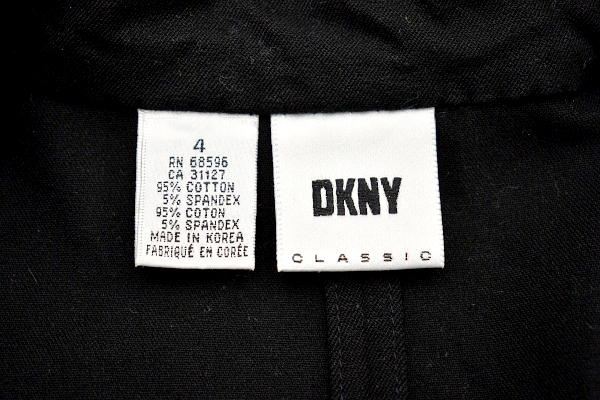 4
RN 68596
CA 31127
95% COTTON
5% SPANDEX
95% COTON
5% SPANDEX
MADE IN KOREA
FABRIQUÉ EN CORÉE
DKNY
CLASSIC